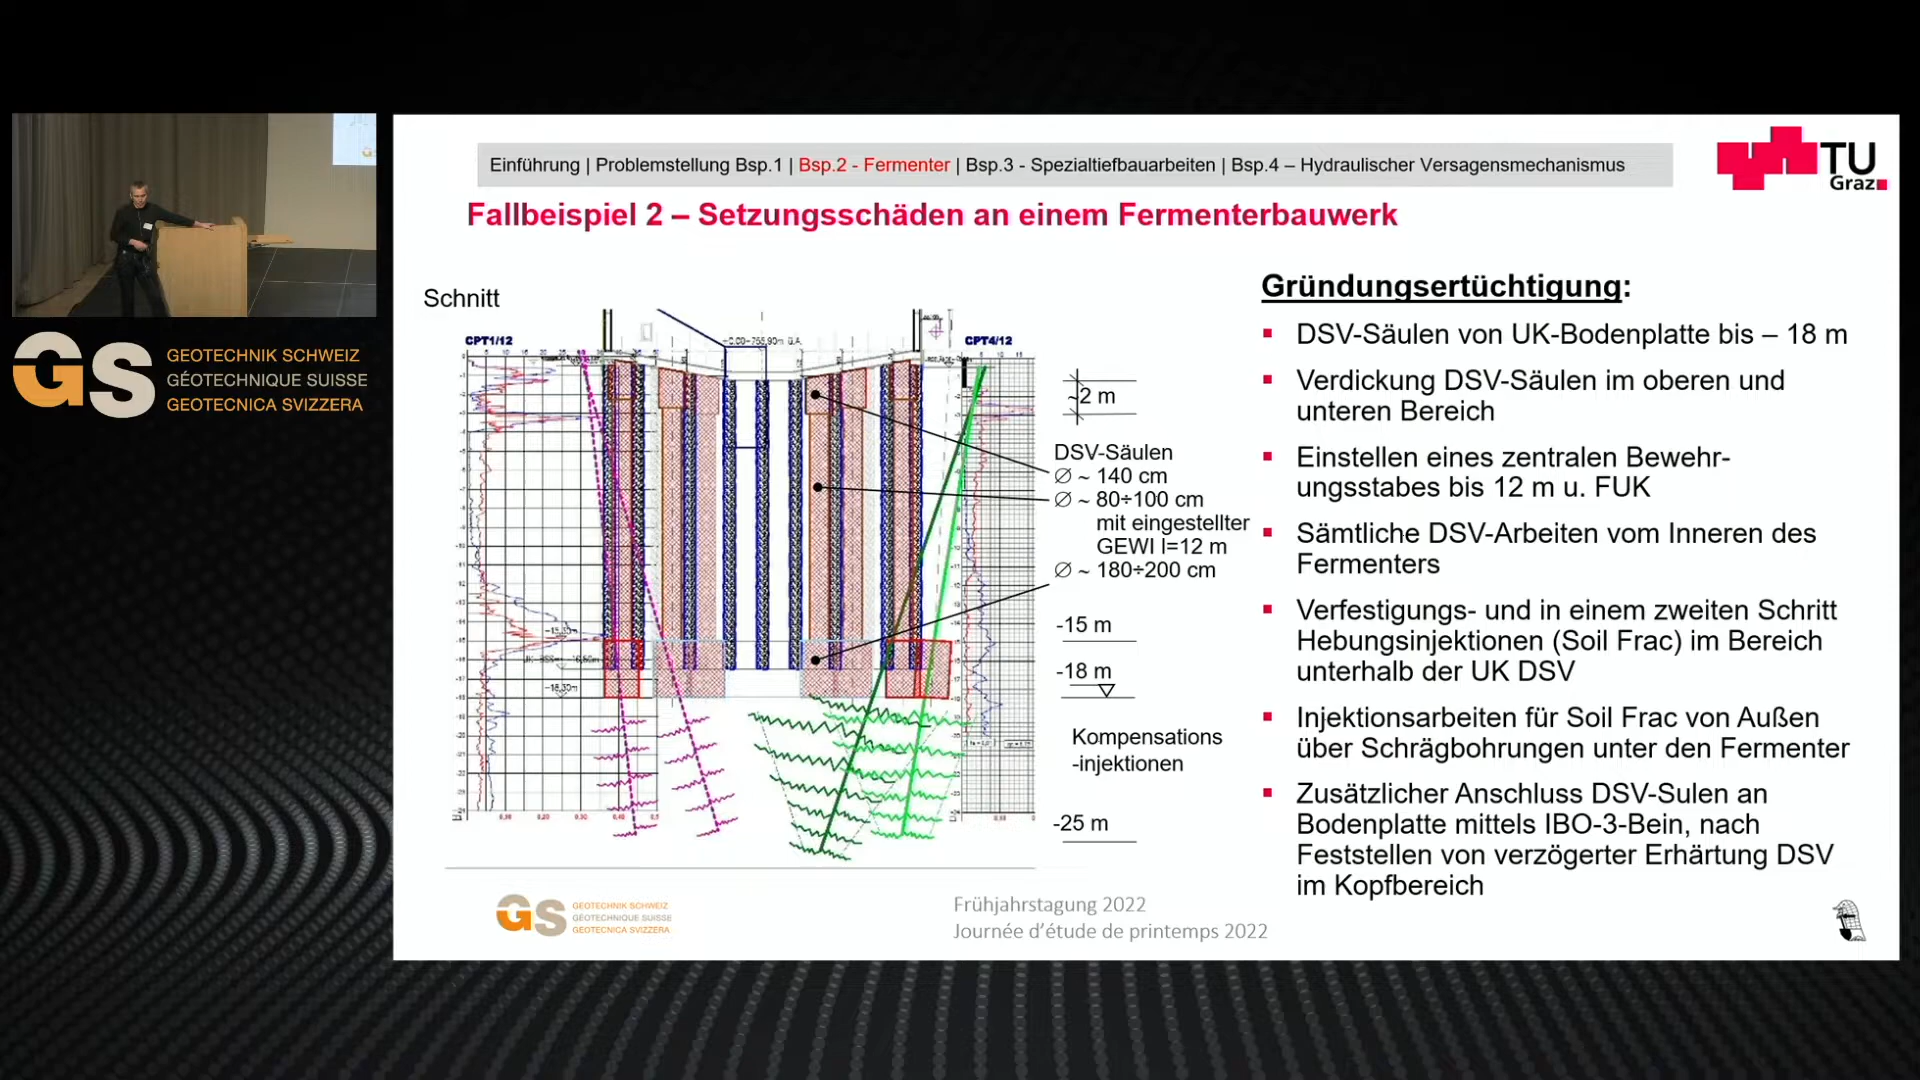 GEOTECHNIK SCHWEIZ
GÉOTECHNIQUE SUISSE
GEOTECNICA SVIZZERA
GS
Einführung | Problemstellung Bsp.1 | Bsp.2 - Fermenter | Bsp.3 - Spezialtiefbauarbeiten | Bsp.4 – Hydraulischer Versagensmechanismus
TU
Graz
Fallbeispiel 2 – Setzungsschäden an einem Fermenterbauwerk
Schnitt
CPT1/12
CPT4/12
~2 m
DSV-Säulen
∅ ~ 140 cm
∅ ~ 80÷100 cm
mit eingestellter
GEWI l=12 m
∅ ~ 180÷200 cm
-15 m
-18 m
Kompensations
-injektionen
-25 m
Gründungsertüchtigung:
DSV-Säulen von UK-Bodenplatte bis – 18 m
Verdickung DSV-Säulen im oberen und
unteren Bereich
Einstellen eines zentralen Bewehr-
ungsstabes bis 12 m u. FUK
Sämtliche DSV-Arbeiten vom Inneren des
Fermenters
Verfestigungs- und in einem zweiten Schritt
Hebungsinjektionen (Soil Frac) im Bereich
unterhalb der UK DSV
Injektionsarbeiten für Soil Frac von Außen
über Schrägbohrungen unter den Fermenter
Zusätzlicher Anschluss DSV-Sulen an
Bodenplatte mittels IBO-3-Bein, nach
Feststellen von verzögerter Erhärtung DSV
im Kopfbereich
GS
GEOTECHNIK SCHWEIZ
GÉOTECHNIQUE SUISSE
GEOTECNICA SVIZZERA
Frühjahrstagung 2022
Journée d'étude de printemps 2022